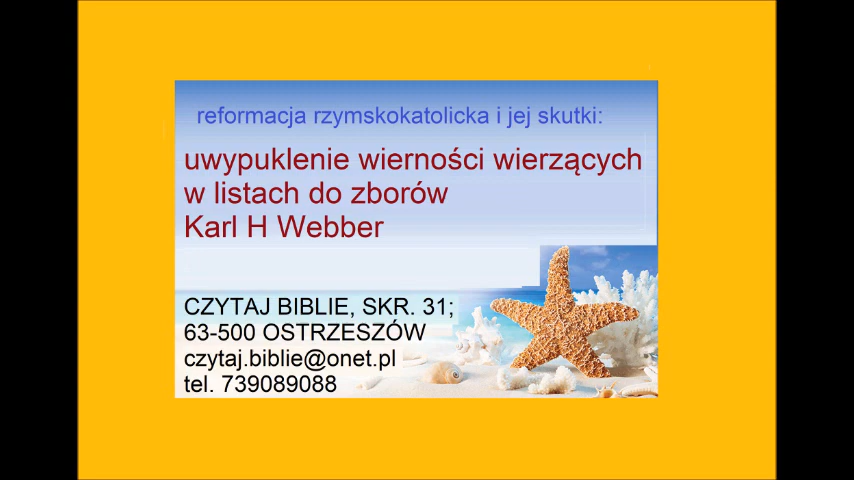 reformacja rzymskokatolicka i jej skutki:
uwypuklenie wierności wierzących
w listach do zborów
Karl H Webber
CZYTAJ BIBLIE, SKR. 31;
63-500 OSTRZESZÓW
czytaj.biblie@onet.pl
tel. 739089088